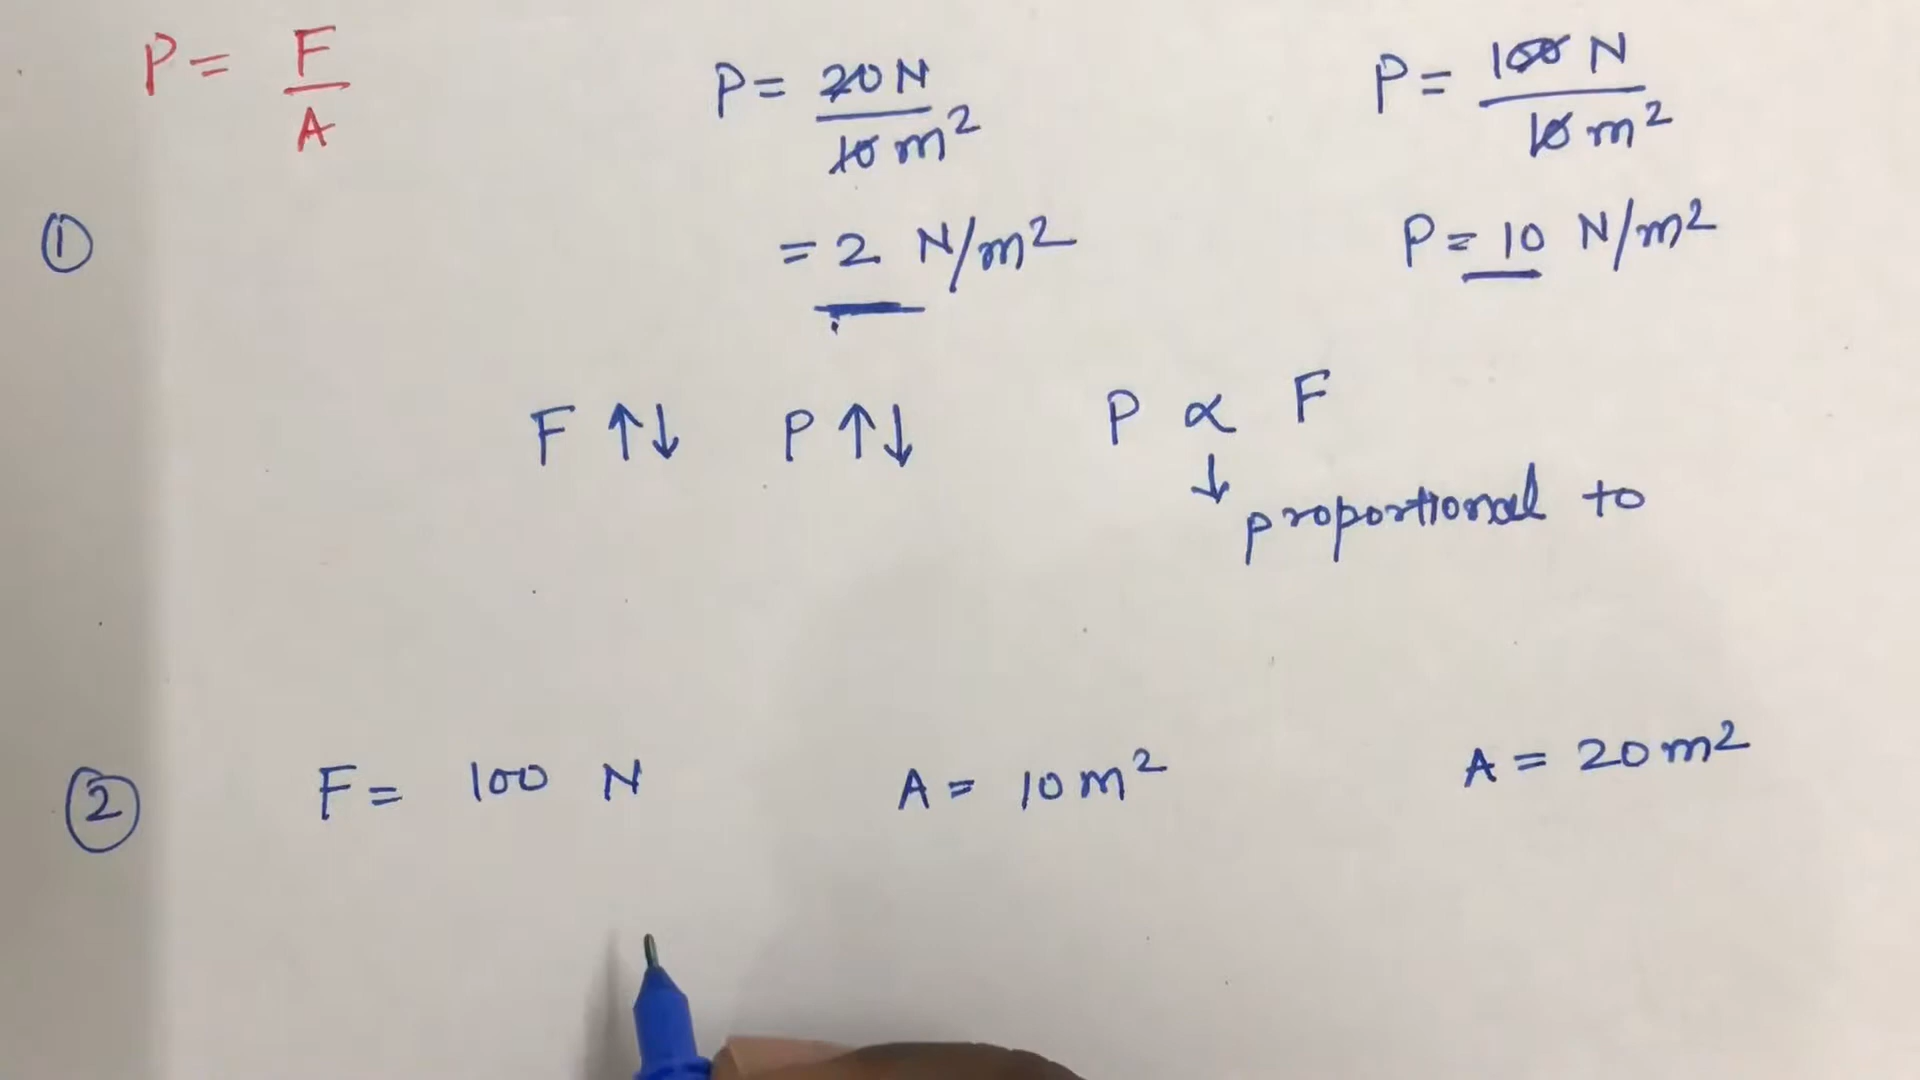 P = F/A
P = 20 N / 10 m²
= 2 N/m²
P = 100 N / 10 m²
P = 10 N/m²
①
F ↑↓ P ↑↓ P ∝ F
↓
proportional to
② F = 100 N A = 10 m² A = 20 m²